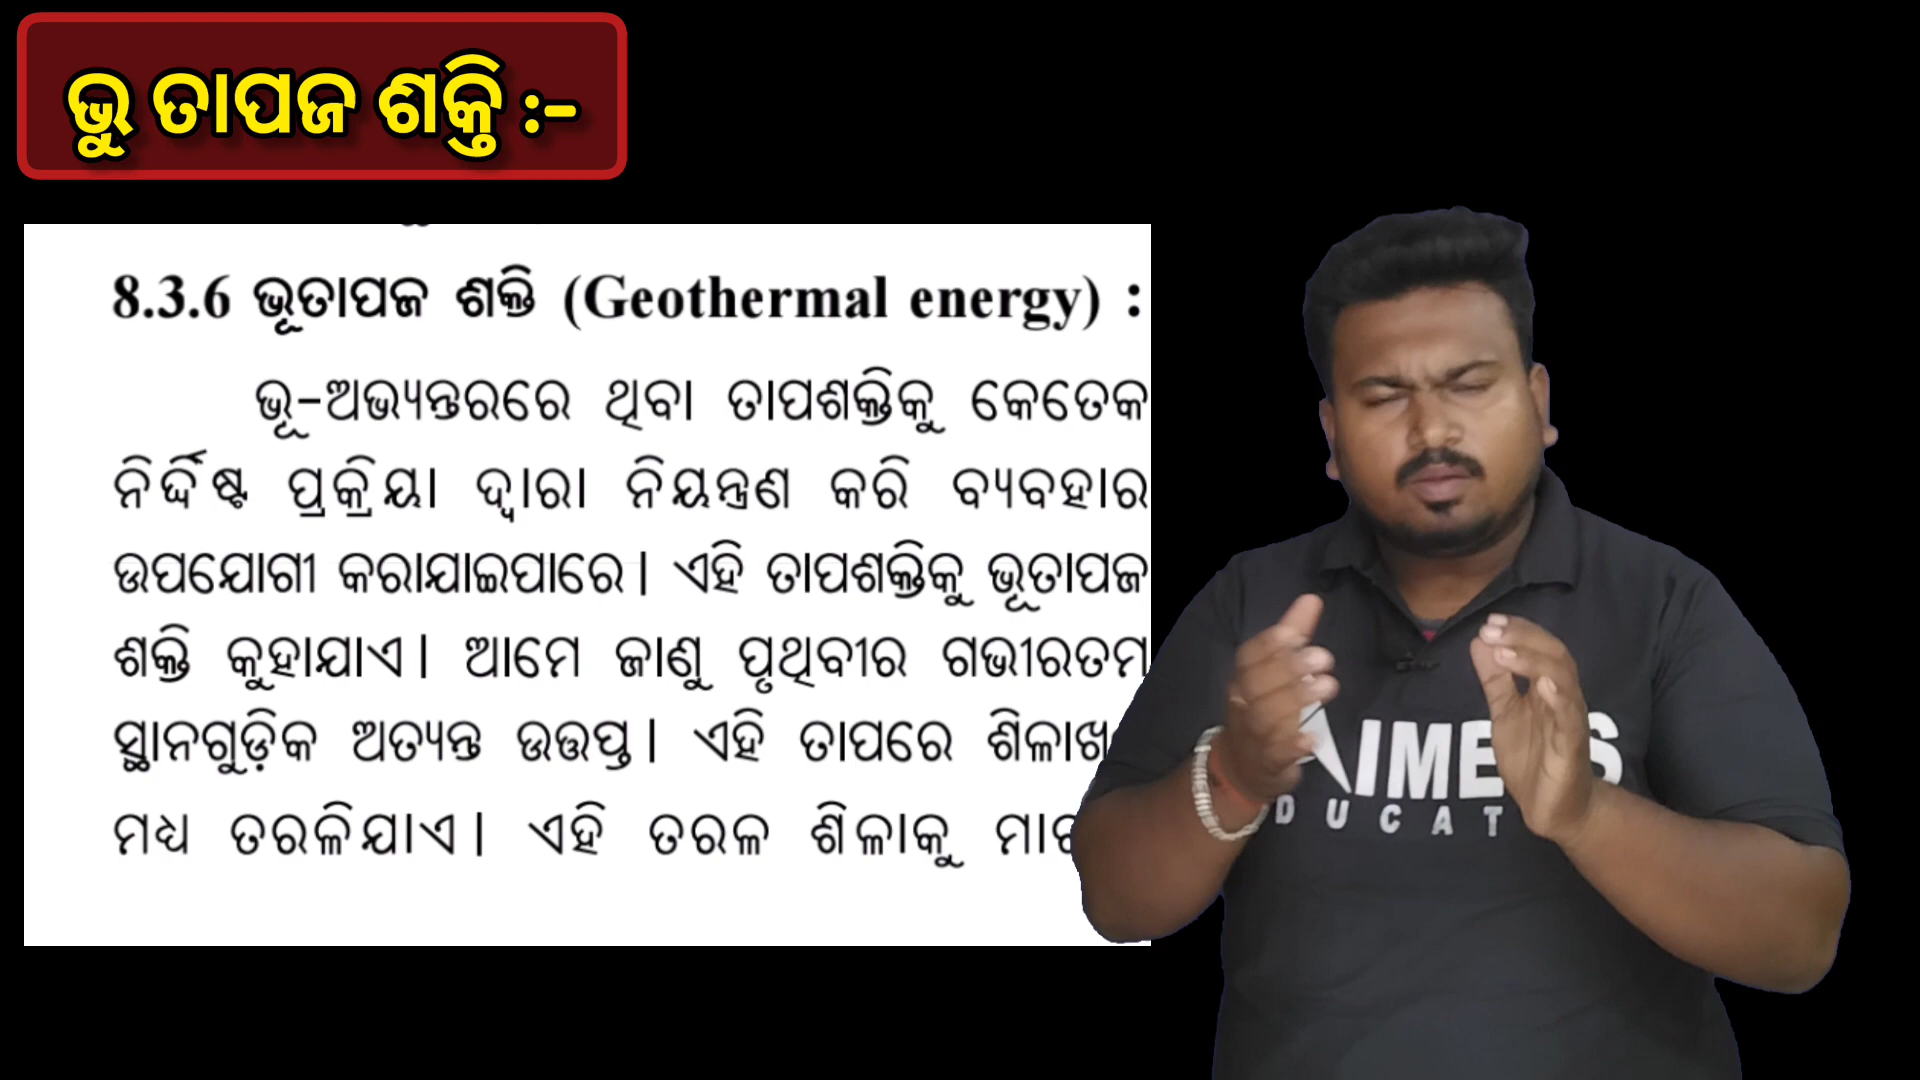 ଭୁ ତାପଜ ଶକ୍ତି :-
8.3.6 ଭୂତାପଜ ଶକ୍ତି (Geothermal energy) :
ଭୂ-ଅଭ୍ୟନ୍ତରରେ ଥିବା ତାପଶକ୍ତିକୁ କେତେକ
ନିର୍ଦ୍ଦିଷ୍ଟ ପ୍ରକ୍ରିୟା ଦ୍ୱାରା ନିୟନ୍ତ୍ରଣ କରି ବ୍ୟବହାର
ଉପଯୋଗୀ କରାଯାଇପାରେ। ଏହି ତାପଶକ୍ତିକୁ ଭୂତାପଜ
ଶକ୍ତି କୁହାଯାଏ। ଆମେ ଜାଣୁ ପୃଥିବୀର ଗଭୀରତମ
ସ୍ଥାନଗୁଡ଼ିକ ଅତ୍ୟନ୍ତ ଉତ୍ତପ୍ତ। ଏହି ତାପରେ
ମଧ୍ୟ ତରଳିଯାଏ। ଏହି ତରଳ ଶିଳାକୁ